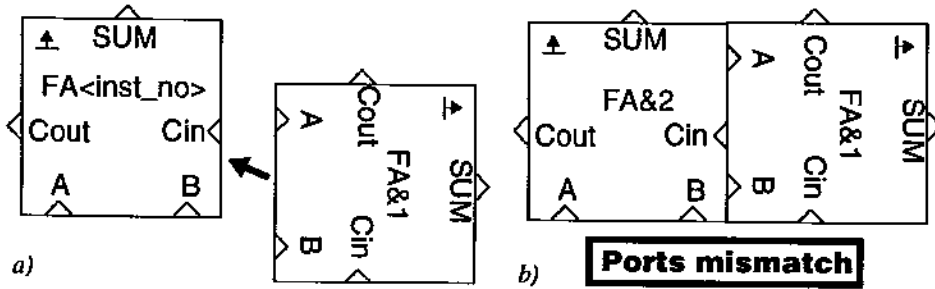 SUM
FA<inst_no>
Cout Cin
A B
a)
A
B
Cout
Cin
FA&1
SUM
SUM
FA&2
Cout Cin
A B
b)
A
B
Cout
Cin
FA&1
SUM
Ports mismatch